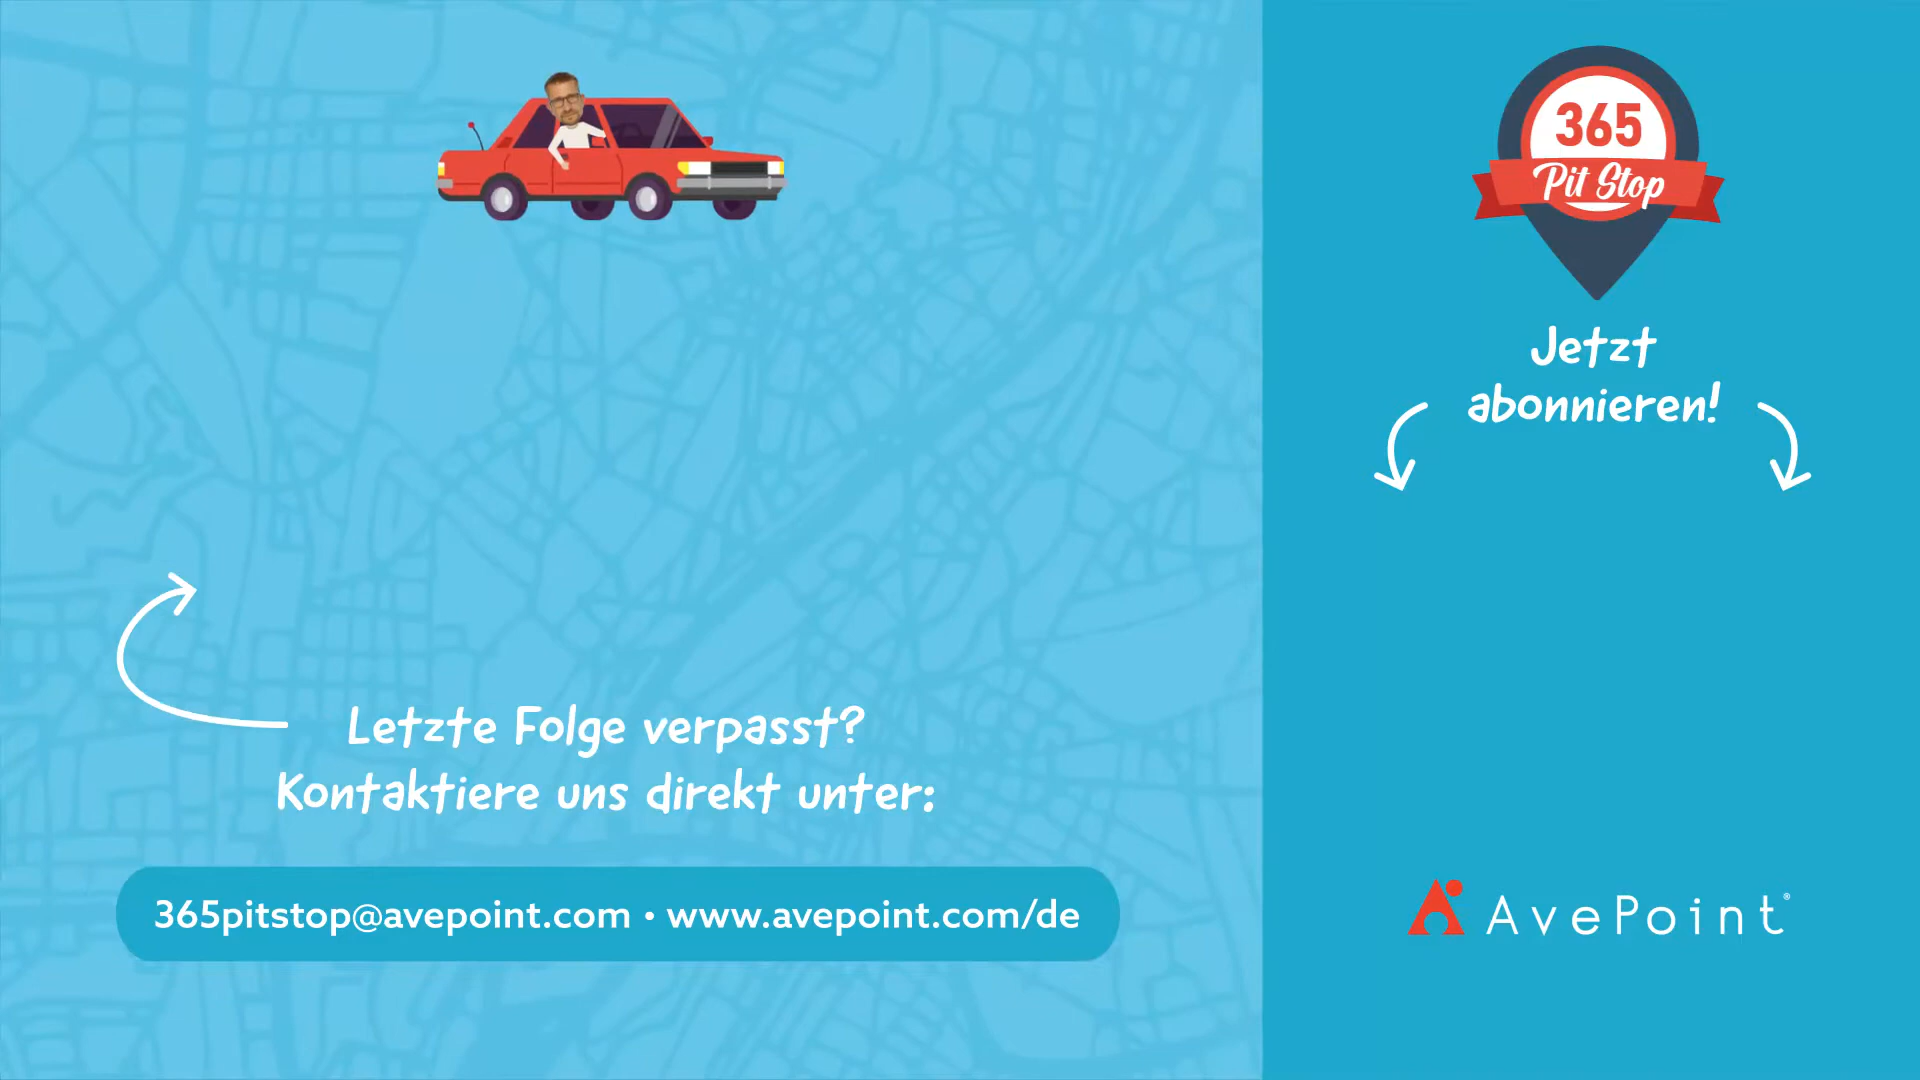 365
Pit Stop
Jetzt
abonnieren!
Letzte Folge verpasst?
Kontaktiere uns direkt unter:
365pitstop@avepoint.com • www.avepoint.com/de
AvePoint®